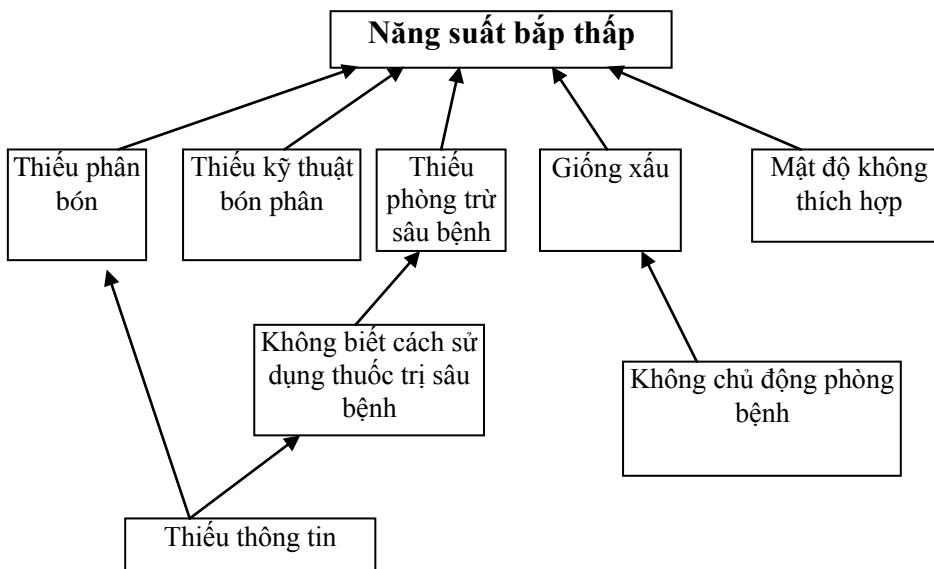 Năng suất bắp thấp
Thiếu phân
bón
Thiếu kỹ thuật
bón phân
Thiếu
phòng trừ
sâu bệnh
Giống xấu
Mật độ không
thích hợp
Không biết cách sử
dụng thuốc trị sâu
bệnh
Không chủ động phòng
bệnh
Thiếu thông tin